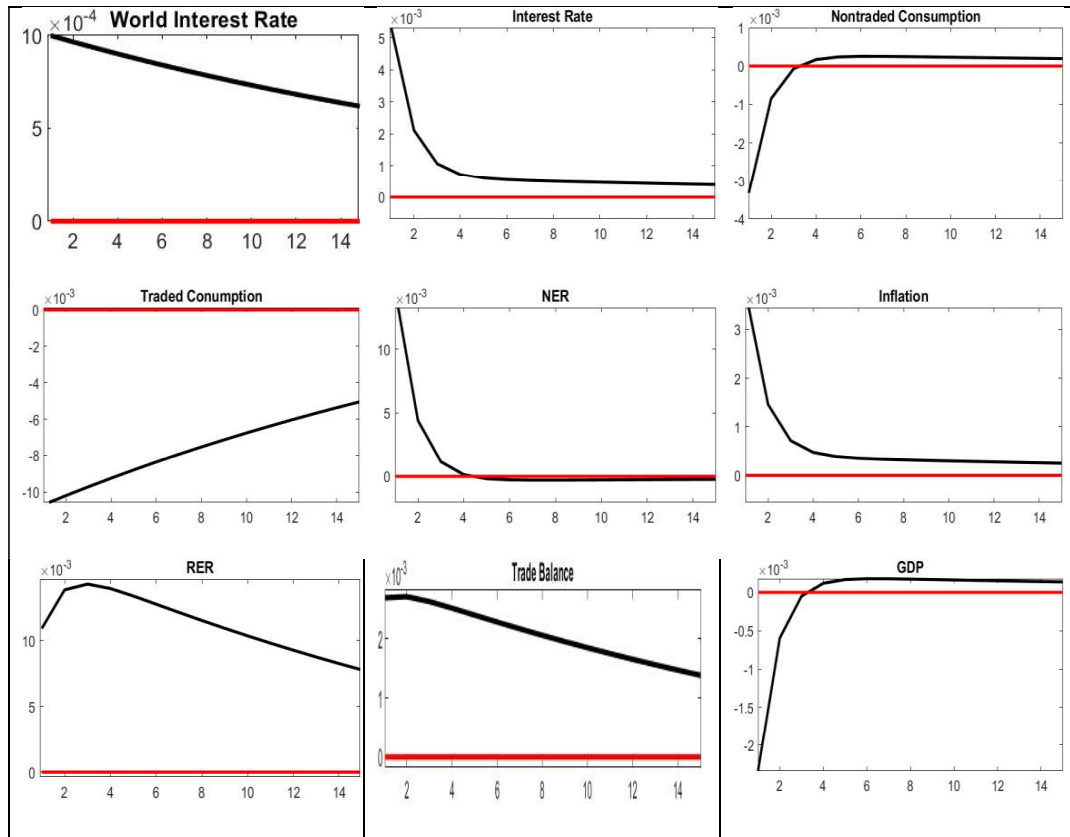 World Interest Rate
×10-4
10
5
0
2 4 6 8 10 12 14
Interest Rate
×10-3
5
4
3
2
1
0
2 4 6 8 10 12 14
Nontraded Consumption
×10-3
1
0
-1
-2
-3
-4
2 4 6 8 10 12 14
Traded Conumption
×10-3
0
-2
-4
-6
-8
-10
2 4 6 8 10 12 14
NER
×10-3
10
5
0
2 4 6 8 10 12 14
Inflation
×10-3
3
2
1
0
2 4 6 8 10 12 14
RER
×10-3
10
5
0
2 4 6 8 10 12 14
Trade Balance
×10-3
2
1
0
2 4 6 8 10 12 14
GDP
×10-3
0
-0.5
-1
-1.5
-2
2 4 6 8 10 12 14